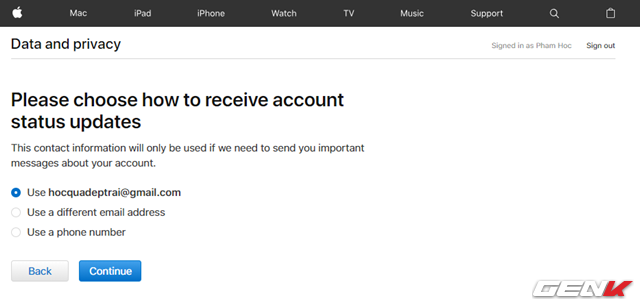 Mac iPad iPhone Watch TV Music Support
Data and privacy
Signed in as Pham Hoc Sign out
Please choose how to receive account
status updates
This contact information will only be used if we need to send you important
messages about your account.
Use hocquadeptrai@gmail.com
Use a different email address
Use a phone number
Back Continue
GENK